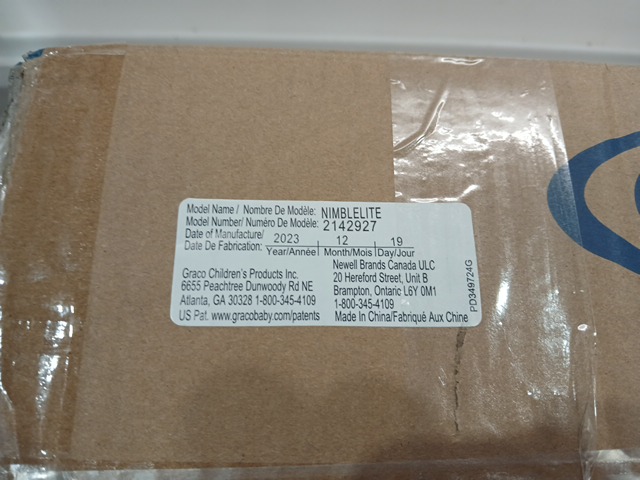 Model Name / Nombre De Modèle: NIMBLELITE
Model Number/ Numéro De Modèle: 2142927
Date of Manufacture/
Date De Fabrication: 2023 12 19
Year/Année Month/Mois Day/Jour
Graco Children's Products Inc.
6655 Peachtree Dunwoody Rd NE
Atlanta, GA 30328 1-800-345-4109
US Pat. www.gracobaby.com/patents
Newell Brands Canada ULC
20 Hereford Street, Unit B
Brampton, Ontario L6Y 0M1
1-800-345-4109
Made In China/Fabriqué Aux Chine
PD349724G